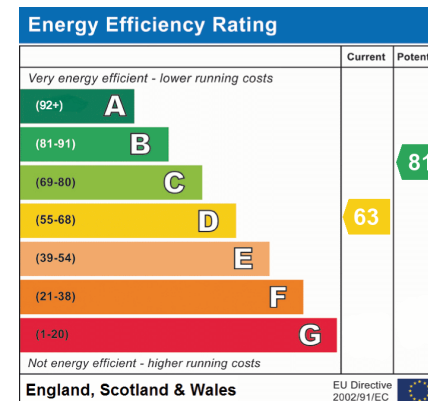 Energy Efficiency Rating
Current Potent
Very energy efficient - lower running costs
(92+) A
(81-91) B
(69-80) C
81
(55-68) D
63
(39-54) E
(21-38) F
(1-20) G
Not energy efficient - higher running costs
England, Scotland & Wales
EU Directive
2002/91/EC